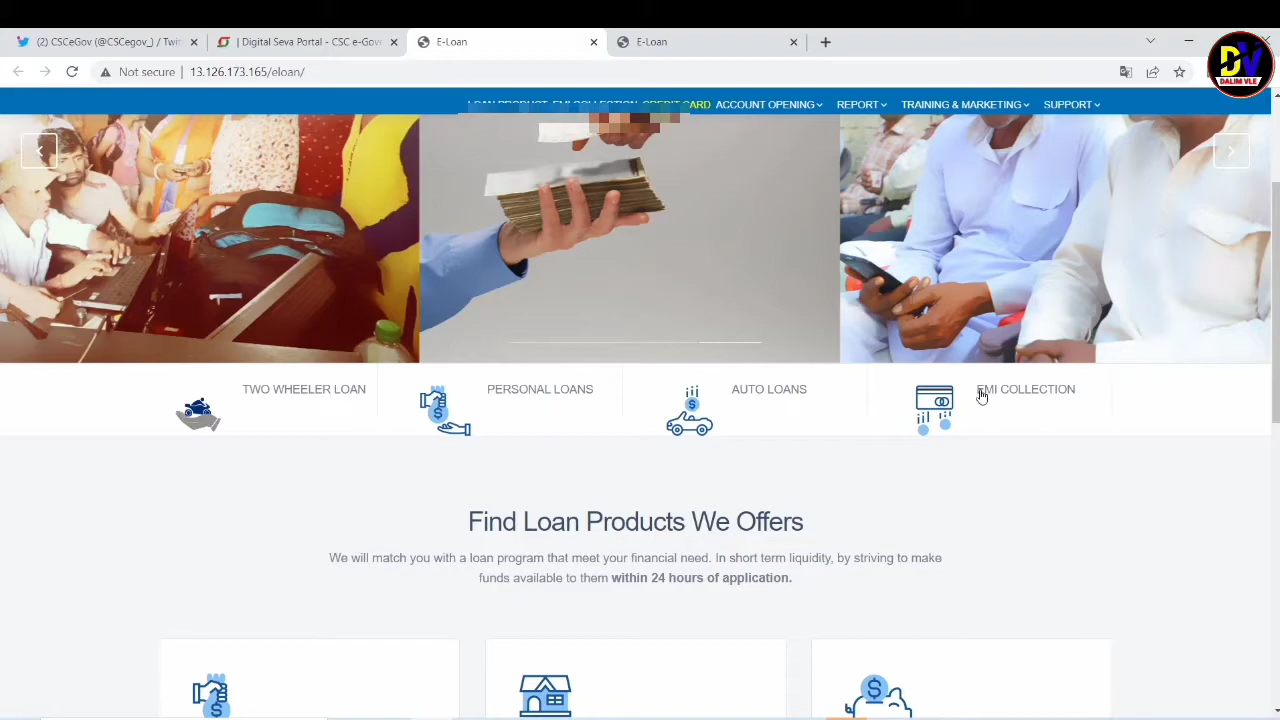 (2) CSCeGov (@CSCegov_) / Twit
| Digital Seva Portal - CSC e-Gov
E-Loan
E-Loan
Not secure | 13.126.173.165/eloan/
DV
DALIM VLE
LOAN PRODUCT EMI COLLECTION CREDIT CARD ACCOUNT OPENING REPORT TRAINING & MARKETING SUPPORT
TWO WHEELER LOAN
PERSONAL LOANS
AUTO LOANS
EMI COLLECTION
Find Loan Products We Offers
We will match you with a loan program that meet your financial need. In short term liquidity, by striving to make
funds available to them within 24 hours of application.